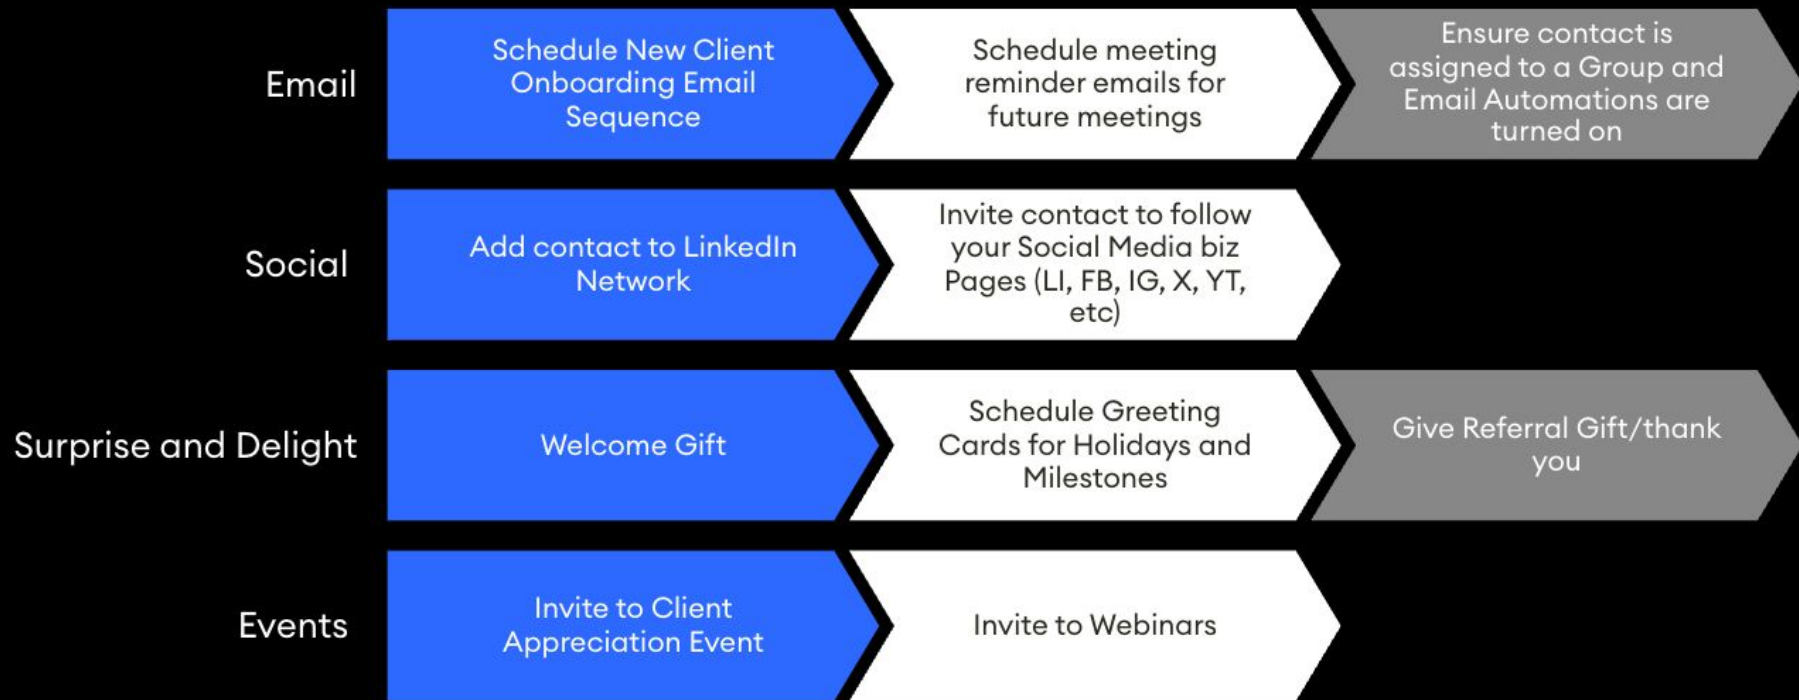 Email
Schedule New Client
Onboarding Email
Sequence
Schedule meeting
reminder emails for
future meetings
Ensure contact is
assigned to a Group and
Email Automations are
turned on
Social
Add contact to LinkedIn
Network
Invite contact to follow
your Social Media biz
Pages (LI, FB, IG, X, YT,
etc)
Surprise and Delight
Welcome Gift
Schedule Greeting
Cards for Holidays and
Milestones
Give Referral Gift/thank
you
Events
Invite to Client
Appreciation Event
Invite to Webinars